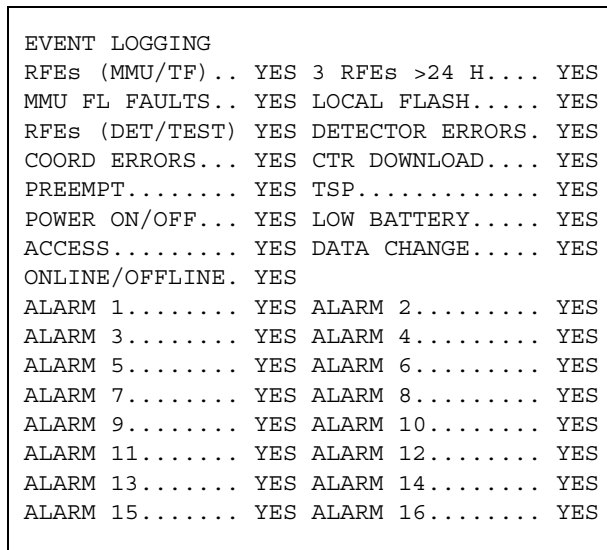 EVENT LOGGING
RFEs (MMU/TF).. YES 3 RFEs >24 H.... YES
MMU FL FAULTS.. YES LOCAL FLASH..... YES
RFEs (DET/TEST) YES DETECTOR ERRORS. YES
COORD ERRORS... YES CTR DOWNLOAD.... YES
PREEMPT........ YES TSP............. YES
POWER ON/OFF... YES LOW BATTERY..... YES
ACCESS......... YES DATA CHANGE..... YES
ONLINE/OFFLINE. YES
ALARM 1........ YES ALARM 2......... YES
ALARM 3........ YES ALARM 4......... YES
ALARM 5........ YES ALARM 6......... YES
ALARM 7........ YES ALARM 8......... YES
ALARM 9........ YES ALARM 10........ YES
ALARM 11....... YES ALARM 12........ YES
ALARM 13....... YES ALARM 14........ YES
ALARM 15....... YES ALARM 16........ YES